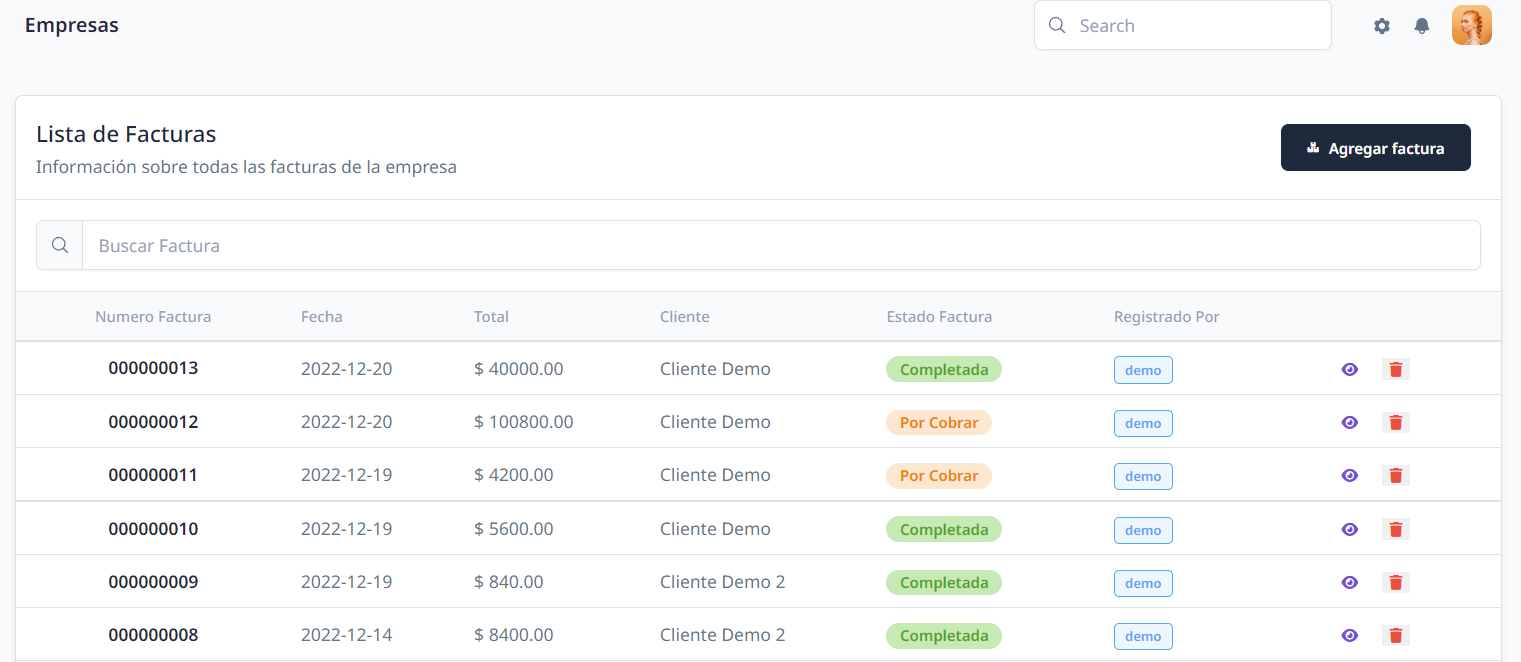 Empresas
Search
Lista de Facturas
Información sobre todas las facturas de la empresa
Agregar factura
Buscar Factura
Numero Factura Fecha Total Cliente Estado Factura Registrado Por
000000013 2022-12-20 $ 40000.00 Cliente Demo Completada demo
000000012 2022-12-20 $ 100800.00 Cliente Demo Por Cobrar demo
000000011 2022-12-19 $ 4200.00 Cliente Demo Por Cobrar demo
000000010 2022-12-19 $ 5600.00 Cliente Demo Completada demo
000000009 2022-12-19 $ 840.00 Cliente Demo 2 Completada demo
000000008 2022-12-14 $ 8400.00 Cliente Demo 2 Completada demo